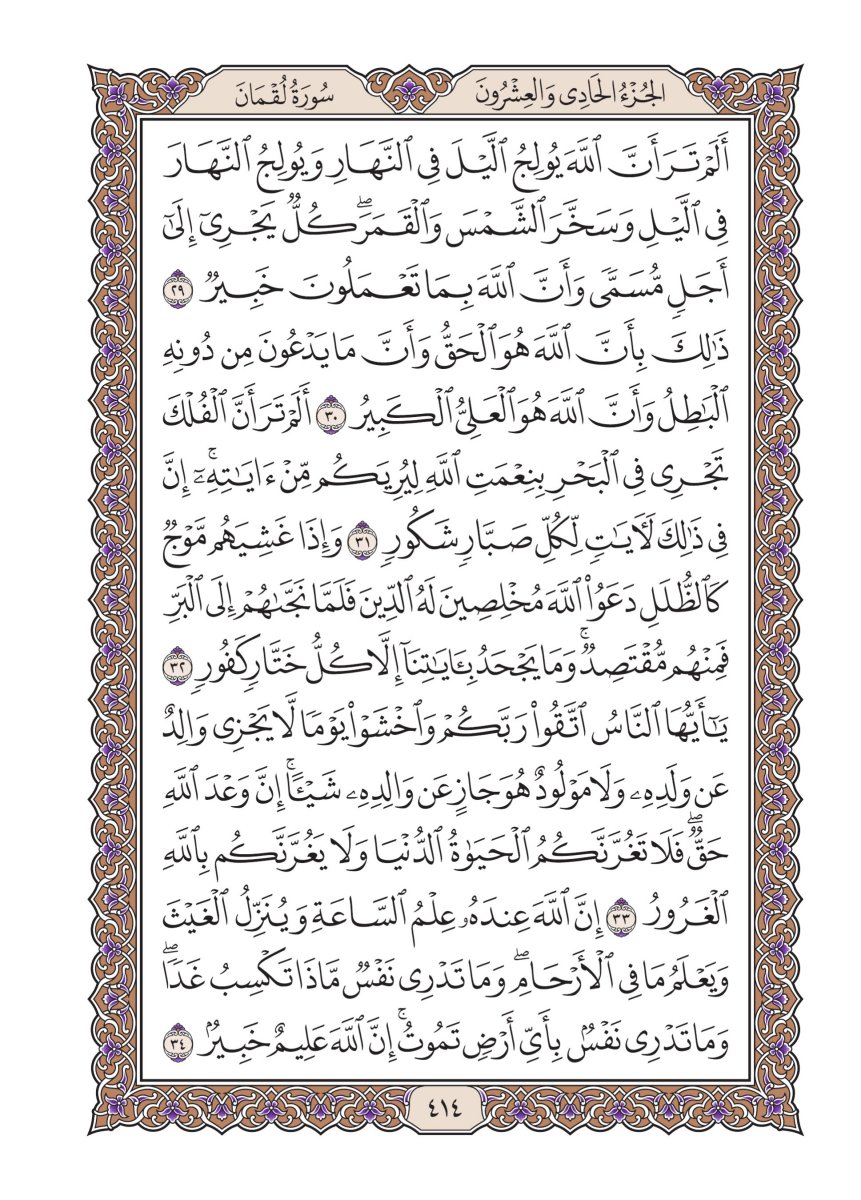 الجُزْءُ الحَادِى وَالعِشْرُونَ
سُورَةُ لُقْمَانَ
أَلَمْ تَرَ أَنَّ ٱللَّهَ يُولِجُ ٱلَّيْلَ فِى ٱلنَّهَارِ وَيُولِجُ ٱلنَّهَارَ
فِى ٱلَّيْلِ وَسَخَّرَ ٱلشَّمْسَ وَٱلْقَمَرَۖ كُلٌّ يَجْرِىٓ إِلَىٰٓ
أَجَلٍ مُّسَمًّى وَأَنَّ ٱللَّهَ بِمَا تَعْمَلُونَ خَبِيرٌ ٢٩
ذَٰلِكَ بِأَنَّ ٱللَّهَ هُوَ ٱلْحَقُّ وَأَنَّ مَا يَدْعُونَ مِن دُونِهِ
ٱلْبَٰطِلُ وَأَنَّ ٱللَّهَ هُوَ ٱلْعَلِىُّ ٱلْكَبِيرُ ٣٠ أَلَمْ تَرَ أَنَّ ٱلْفُلْكَ
تَجْرِى فِى ٱلْبَحْرِ بِنِعْمَتِ ٱللَّهِ لِيُرِيَكُم مِّنْ ءَايَٰتِهِۦٓۚ إِنَّ
فِى ذَٰلِكَ لَءَايَٰتٍ لِّكُلِّ صَبَّارٍ شَكُورٍ ٣١ وَإِذَا غَشِيَهُم مَّوْجٌ
كَٱلظُّلَلِ دَعَوُا۟ ٱللَّهَ مُخْلِصِينَ لَهُ ٱلدِّينَ فَلَمَّا نَجَّىٰهُمْ إِلَى ٱلْبَرِّ
فَمِنْهُم مُّقْتَصِدٌۚ وَمَا يَجْحَدُ بِـَٔايَٰتِنَآ إِلَّا كُلُّ خَتَّارٍ كَفُورٍ ٣٢
يَٰٓأَيُّهَا ٱلنَّاسُ ٱتَّقُوا۟ رَبَّكُمْ وَٱخْشَوْا۟ يَوْمًا لَّا يَجْزِى وَالِدٌ
عَن وَلَدِهِۦ وَلَا مَوْلُودٌ هُوَ جَازٍ عَن وَالِدِهِۦ شَيْـًٔاۚ إِنَّ وَعْدَ ٱللَّهِ
حَقٌّۖ فَلَا تَغُرَّنَّكُمُ ٱلْحَيَوٰةُ ٱلدُّنْيَا وَلَا يَغُرَّنَّكُم بِٱللَّهِ
ٱلْغَرُورُ ٣٣ إِنَّ ٱللَّهَ عِندَهُۥ عِلْمُ ٱلسَّاعَةِ وَيُنَزِّلُ ٱلْغَيْثَ
وَيَعْلَمُ مَا فِى ٱلْأَرْحَامِۖ وَمَا تَدْرِى نَفْسٌ مَّاذَا تَكْسِبُ غَدًاۖ
وَمَا تَدْرِى نَفْسٌۢ بِأَىِّ أَرْضٍ تَمُوتُۚ إِنَّ ٱللَّهَ عَلِيمٌ خَبِيرٌۢ ٣٤
٤١٤